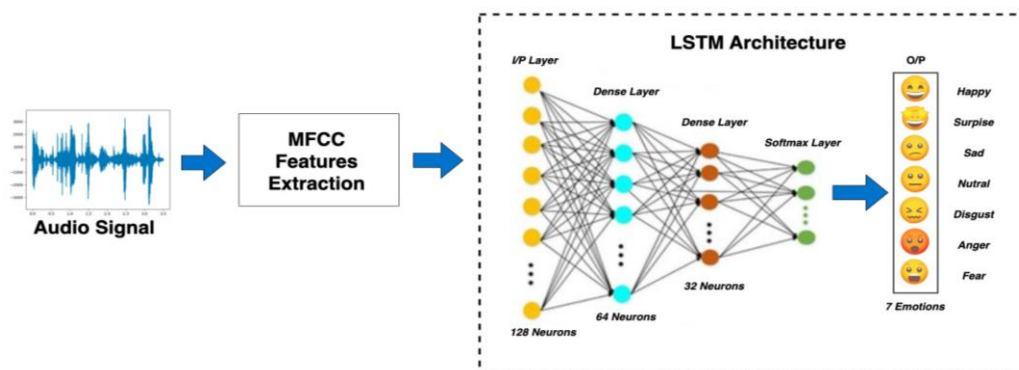 LSTM Architecture
I/P Layer
Dense Layer
Dense Layer
Softmax Layer
O/P
Happy
Surpise
Sad
Nutral
Disgust
Anger
Fear
7 Emotions
32 Neurons
64 Neurons
128 Neurons
MFCC
Features
Extraction
Audio Signal